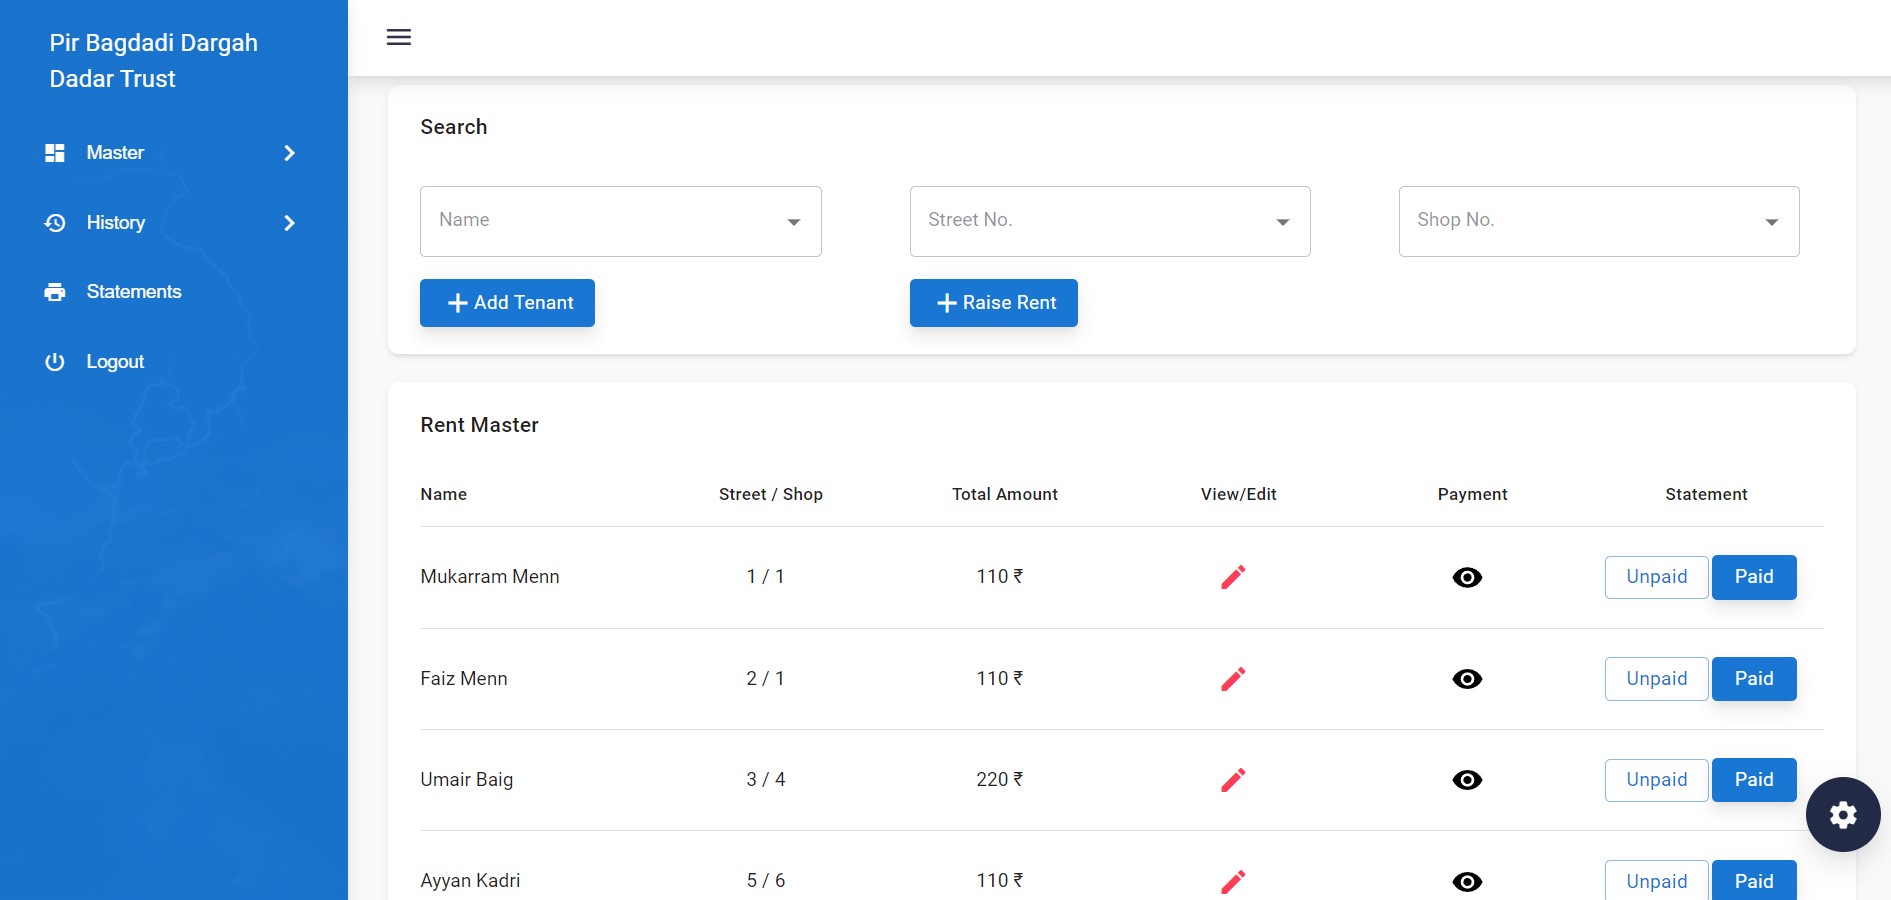 Pir Bagdadi Dargah
Dadar Trust
Master
History
Statements
Logout
Search
Name Street No. Shop No.
Add Tenant Raise Rent
Rent Master
Name Street / Shop Total Amount View/Edit Payment Statement
Mukarram Menn 1 / 1 110 ₹ Unpaid Paid
Faiz Menn 2 / 1 110 ₹ Unpaid Paid
Umair Baig 3 / 4 220 ₹ Unpaid Paid
Ayyan Kadri 5 / 6 110 ₹ Unpaid Paid